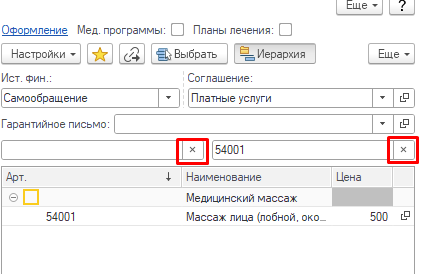 Еще ?
Оформление Мед. программы: Планы лечения:
Настройки Выбрать Иерархия Еще
Ист. фин.: Соглашение:
Самообращение Платные услуги
Гарантийное письмо:
54001
Арт. Наименование Цена
Медицинский массаж
54001 Массаж лица (лобной, око... 500